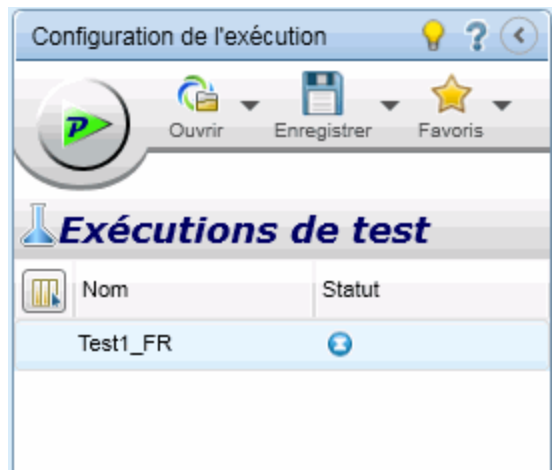 Configuration de l'exécution
Ouvrir Enregistrer Favoris
Exécutions de test
Nom Statut
Test1_FR